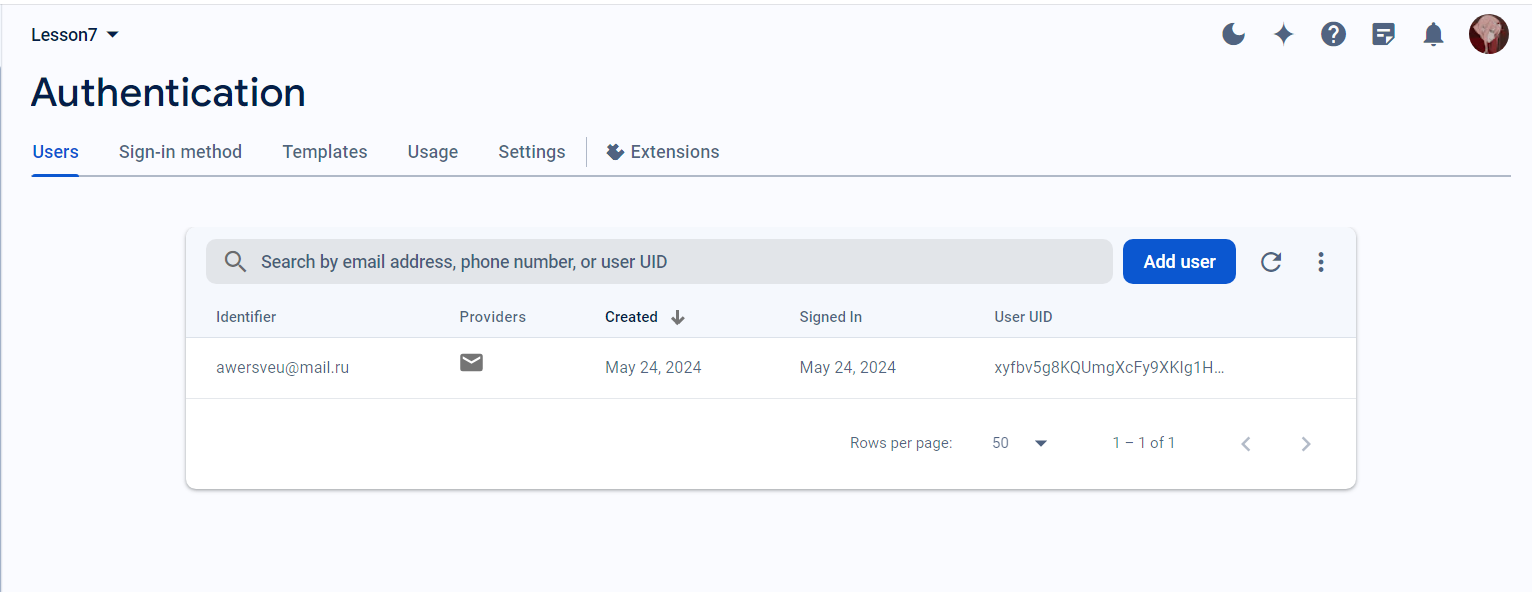 Lesson7
Authentication
Users Sign-in method Templates Usage Settings Extensions
Search by email address, phone number, or user UID Add user
Identifier Providers Created Signed In User UID
awersveu@mail.ru May 24, 2024 May 24, 2024 xyfbv5g8KQUmgXcFy9XKIg1H...
Rows per page: 50 1 – 1 of 1